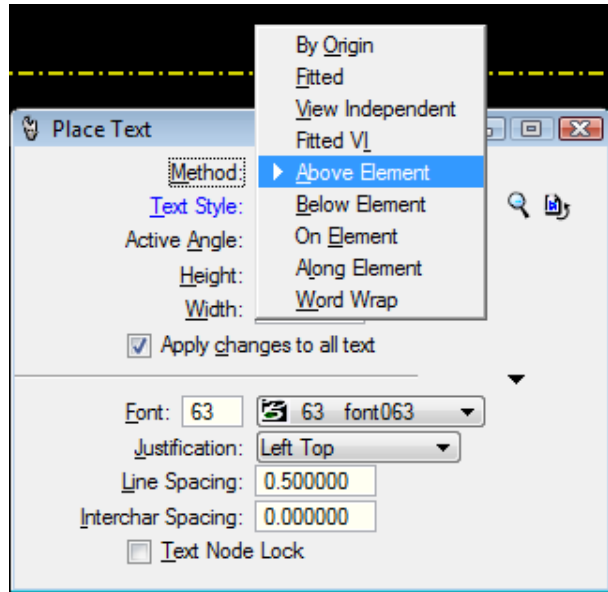 By Origin
Fitted
View Independent
Fitted VI
Place Text
Method:
Above Element
Text Style:
Below Element
Active Angle:
On Element
Height:
Along Element
Width:
Word Wrap
Apply changes to all text
Font: 63 63 font063
Justification: Left Top
Line Spacing: 0.500000
Interchar Spacing: 0.000000
Text Node Lock